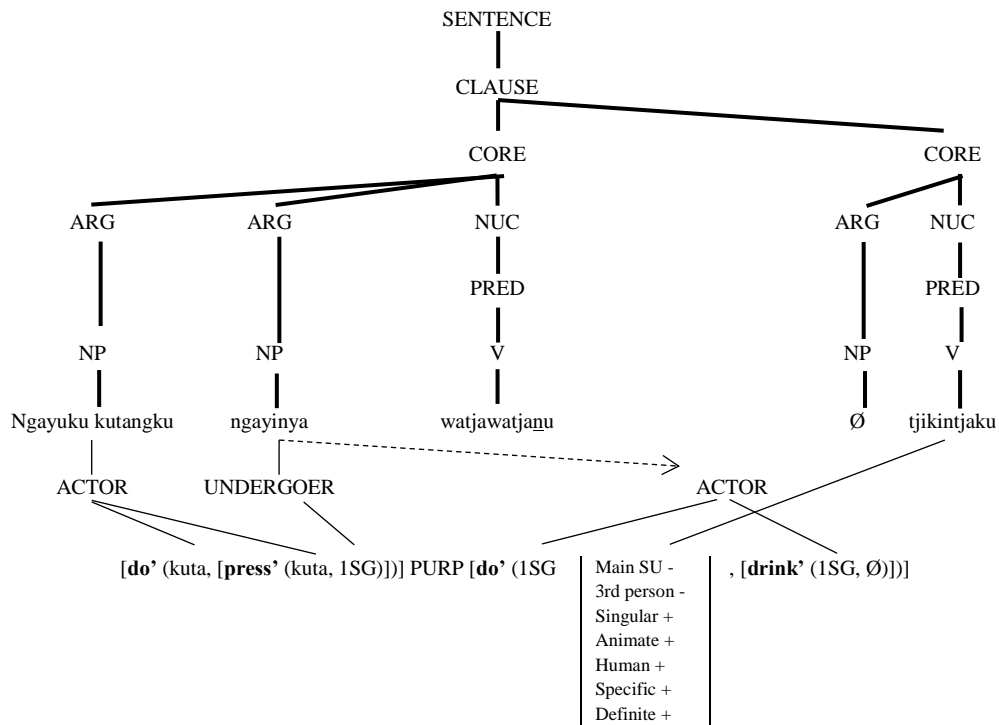 SENTENCE
CLAUSE
CORE CORE
ARG ARG NUC ARG NUC
PRED PRED
NP NP V NP V
Ngayuku kutangku ngayinya watjawatjaṉu Ø tjikintjaku
ACTOR UNDERGOER ACTOR
[do’ (kuta, [press’ (kuta, 1SG)])] PURP [do’ (1SG Main SU - , [drink’ (1SG, Ø)])]
3rd person -
Singular +
Animate +
Human +
Specific +
Definite +